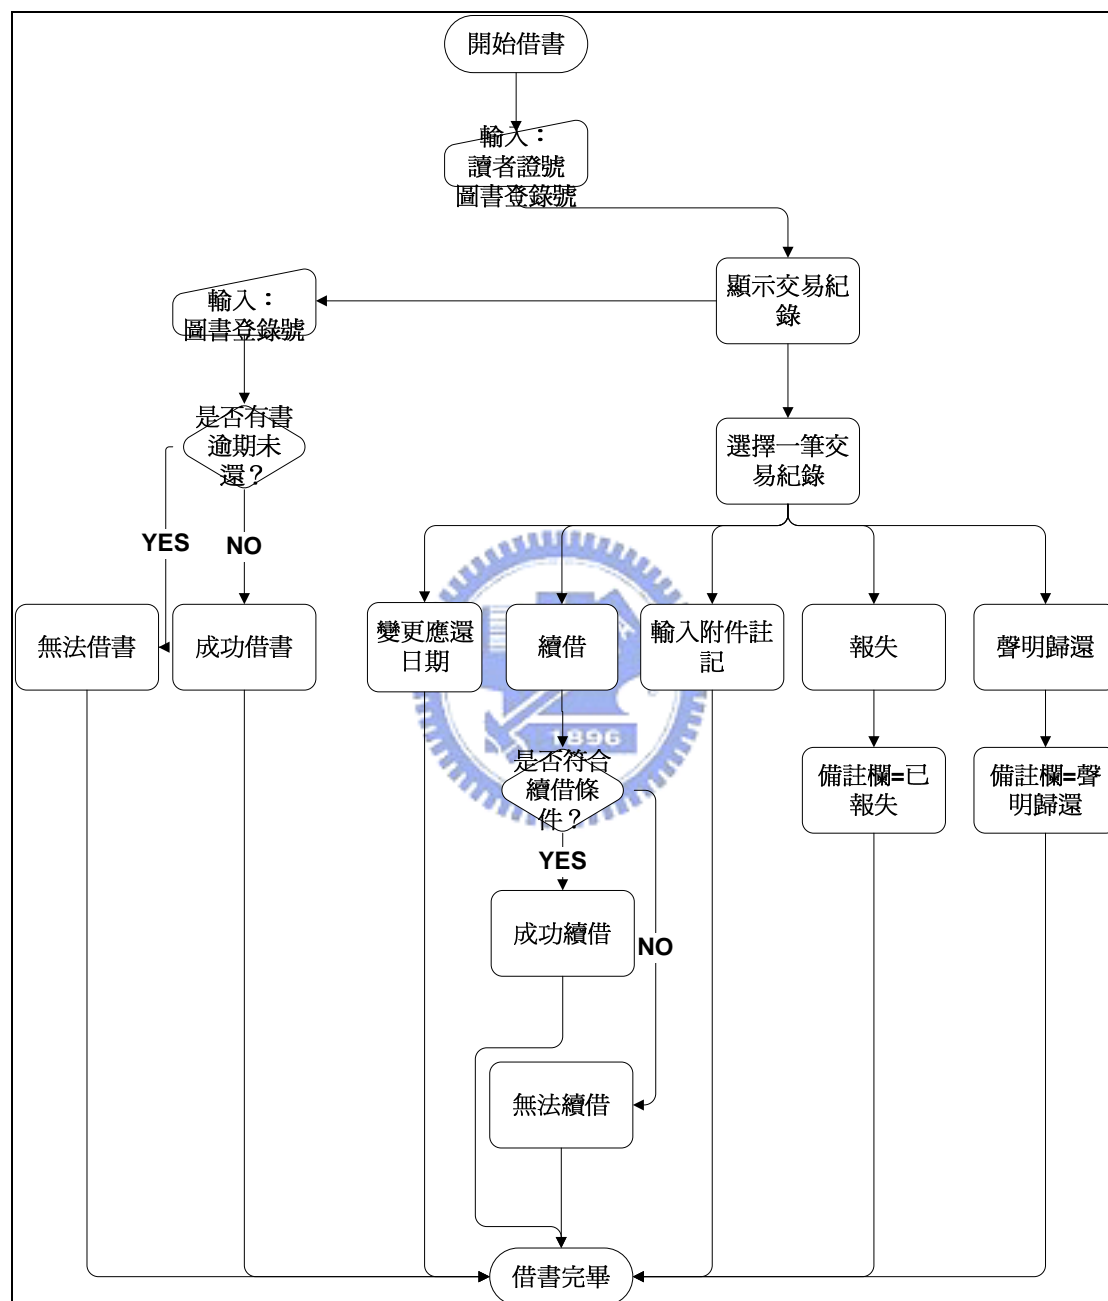 開始借書
輸入：
讀者證號
圖書登錄號
顯示交易紀
錄
輸入：
圖書登錄號
是否有書
逾期未
還？
選擇一筆交
易紀錄
YES
NO
無法借書
成功借書
變更應還
日期
續借
輸入附件註
記
報失
聲明歸還
1896
是否符合
續借條
件？
備註欄=已
報失
備註欄=聲
明歸還
YES
成功續借
NO
無法續借
借書完畢